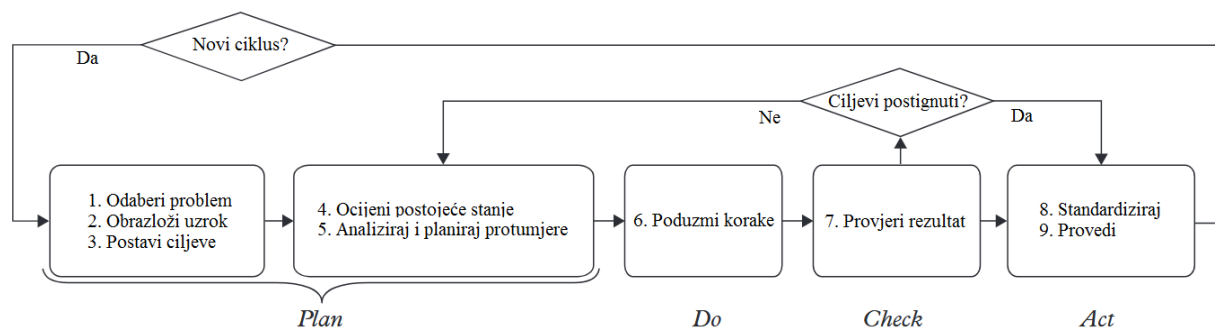 Novi ciklus?
Da
Ciljevi postignuti?
Ne
Da
1. Odaberi problem
2. Obrazloži uzrok
3. Postavi ciljeve
4. Ocijeni postojeće stanje
5. Analiziraj i planiraj protumjere
6. Poduzmi korake
7. Provjeri rezultat
8. Standardiziraj
9. Provedi
Plan
Do
Check
Act